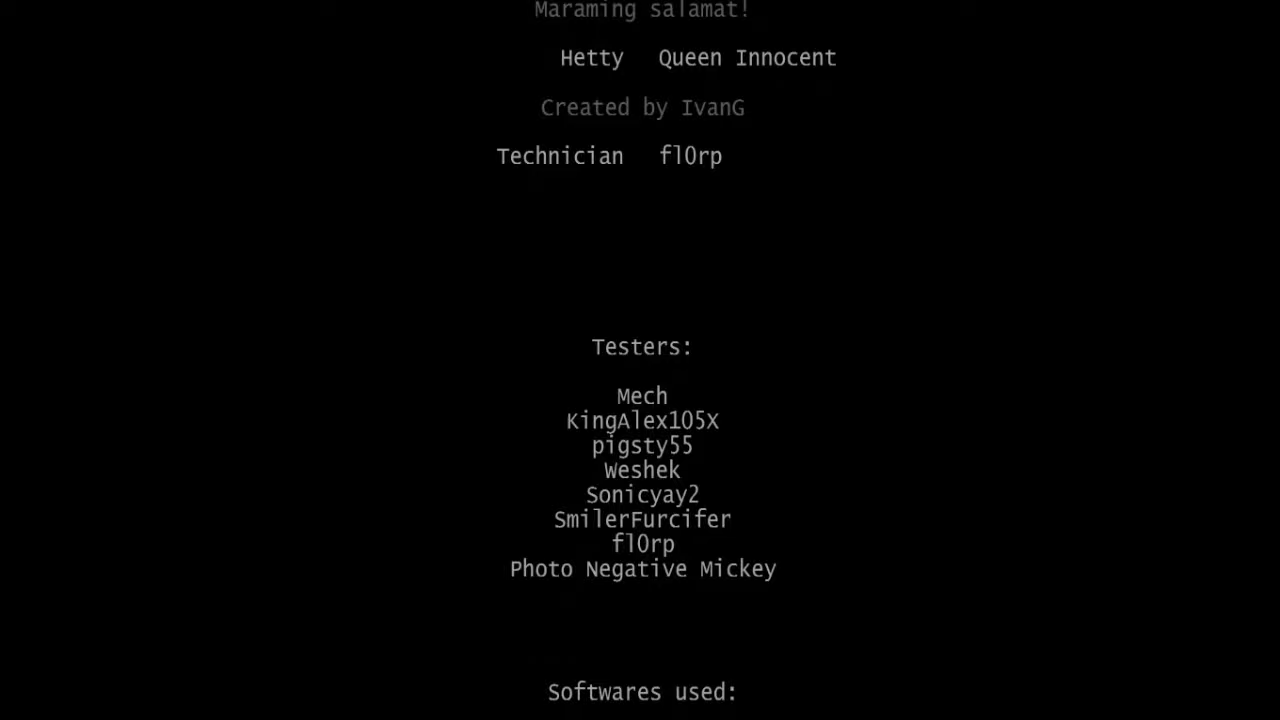 Maraming salamat!
Hetty Queen Innocent
Created by IvanG
Technician fl0rp
Testers:
Mech
KingAlex105X
pigsty55
Weshek
Sonicyay2
SmilerFurcifer
fl0rp
Photo Negative Mickey
Softwares used: